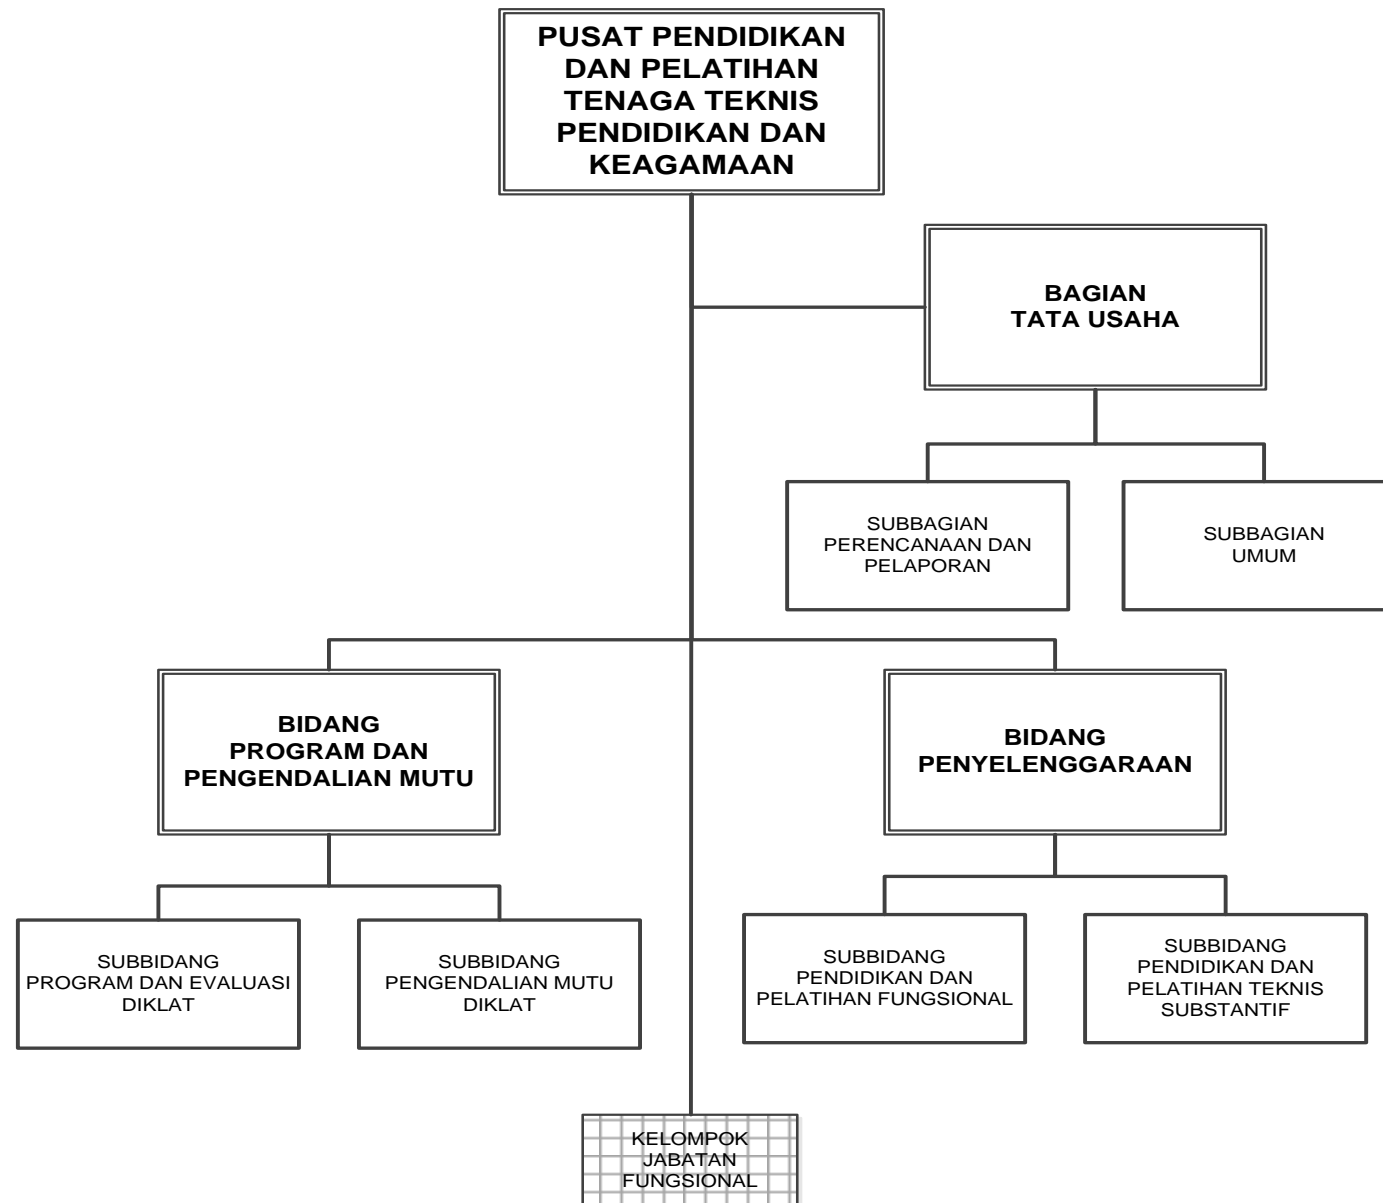 PUSAT PENDIDIKAN
DAN PELATIHAN
TENAGA TEKNIS
PENDIDIKAN DAN
KEAGAMAAN
BAGIAN
TATA USAHA
SUBBAGIAN
PERENCANAAN DAN
PELAPORAN
SUBBAGIAN
UMUM
BIDANG
PROGRAM DAN
PENGENDALIAN MUTU
BIDANG
PENYELENGGARAAN
SUBBIDANG
PROGRAM DAN EVALUASI
DIKLAT
SUBBIDANG
PENGENDALIAN MUTU
DIKLAT
SUBBIDANG
PENDIDIKAN DAN
PELATIHAN FUNGSIONAL
SUBBIDANG
PENDIDIKAN DAN
PELATIHAN TEKNIS
SUBSTANTIF
KELOMPOK
JABATAN
FUNGSIONAL